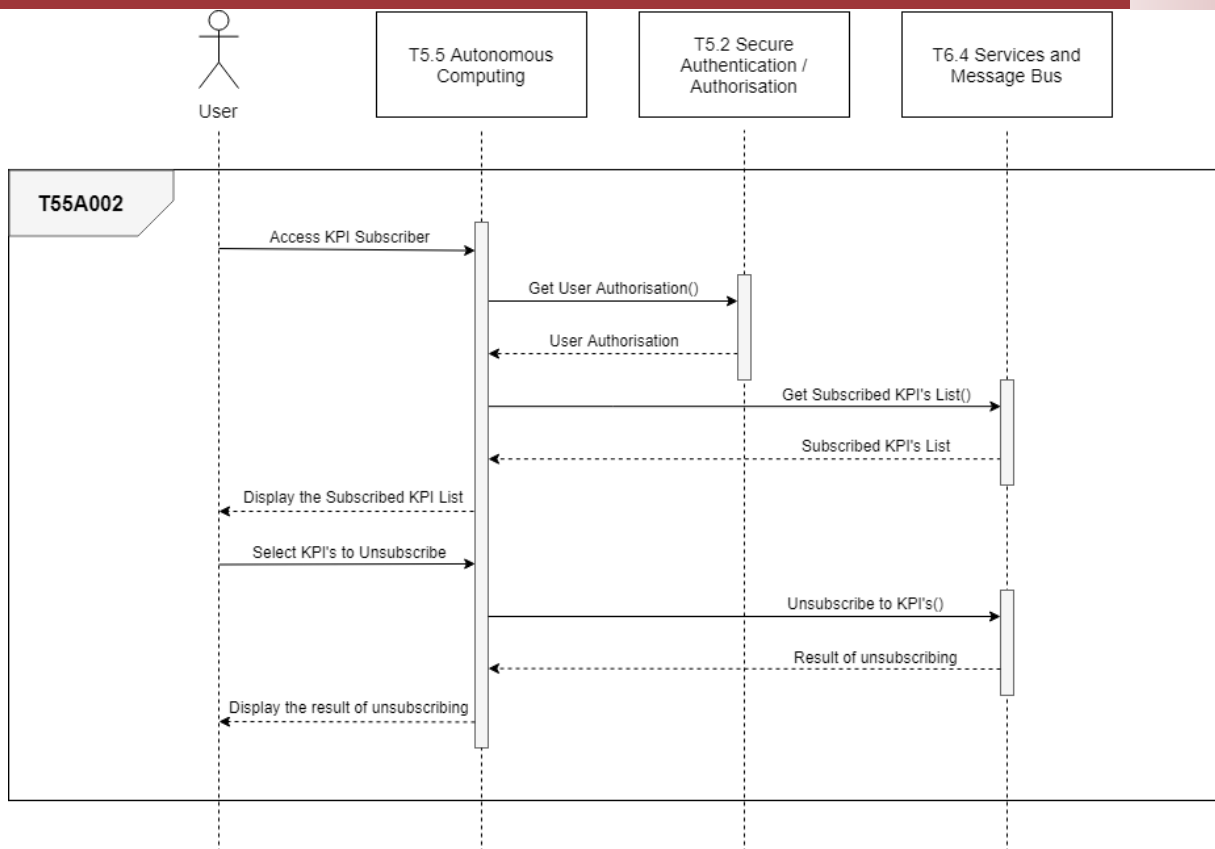 User
T5.5 Autonomous
Computing
T5.2 Secure
Authentication /
Authorisation
T6.4 Services and
Message Bus
T55A002
Access KPI Subscriber
Get User Authorisation()
User Authorisation
Get Subscribed KPI's List()
Subscribed KPI's List
Display the Subscribed KPI List
Select KPI's to Unsubscribe
Unsubscribe to KPI's()
Result of unsubscribing
Display the result of unsubscribing